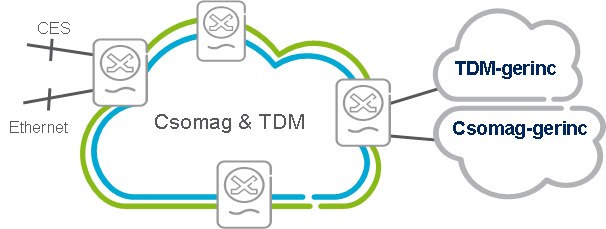 CES
TDM-gerinc
Csomag & TDM
Ethernet
Csomag-gerinc